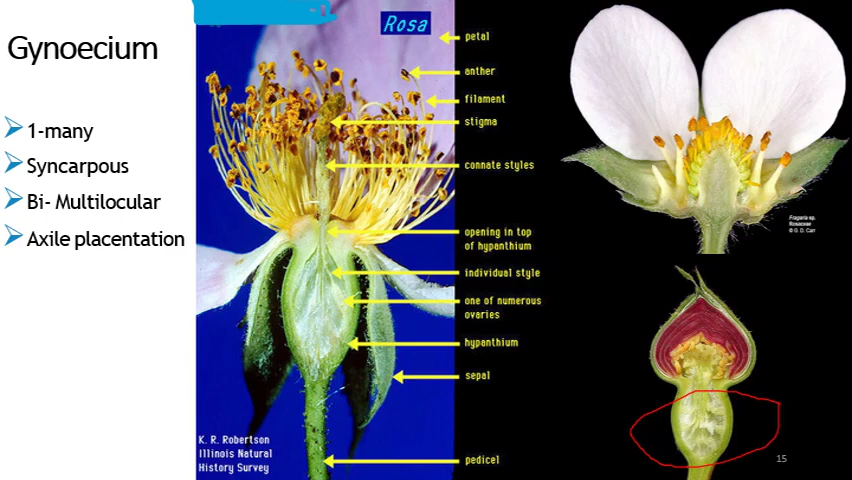 Gynoecium
1-many
Syncarpous
Bi- Multilocular
Axile placentation
Rosa
petal
anther
filament
stigma
connate styles
opening in top
of hypanthium
individual style
one of numerous
ovaries
hypanthium
sepal
pedicel
K. R. Robertson
Illinois Natural
History Survey
Fragaria sp.
Rosaceae
© G. D. Carr
15